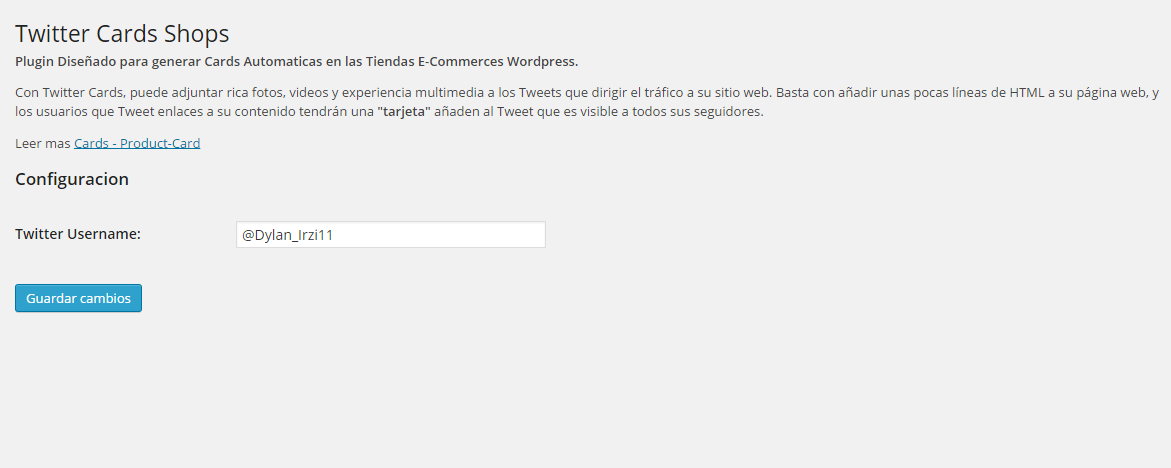 Twitter Cards Shops
Plugin Diseñado para generar Cards Automaticas en las Tiendas E-Commerces Wordpress.
Con Twitter Cards, puede adjuntar rica fotos, videos y experiencia multimedia a los Tweets que dirigir el tráfico a su sitio web. Basta con añadir unas pocas líneas de HTML a su página web, y
los usuarios que Tweet enlaces a su contenido tendrán una "tarjeta" añaden al Tweet que es visible a todos sus seguidores.
Leer mas Cards - Product-Card
Configuracion
Twitter Username: @Dylan_Irzi11
Guardar cambios